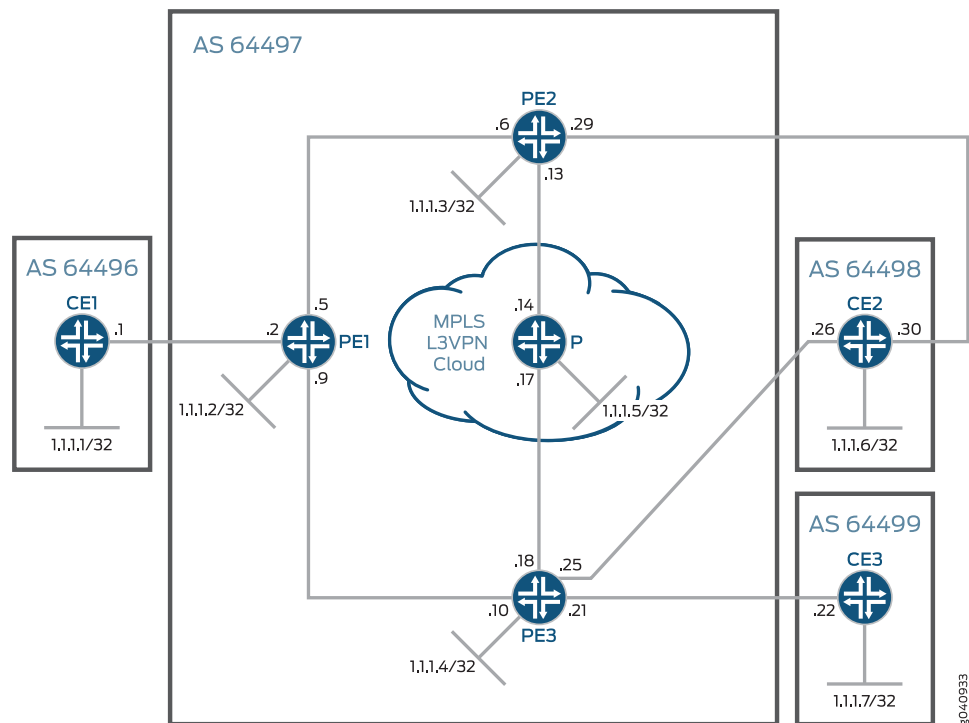 AS 64497
PE2
.6
.29
.13
1.1.1.3/32
AS 64496
CE1
.1
1.1.1.1/32
.5
.2
PE1
.9
1.1.1.2/32
MPLS
L3VPN
Cloud
.14
P
.17
1.1.1.5/32
AS 64498
CE2
.26
.30
1.1.1.6/32
.18
.25
.10
.21
PE3
1.1.1.4/32
AS 64499
CE3
.22
1.1.1.7/32
g040933